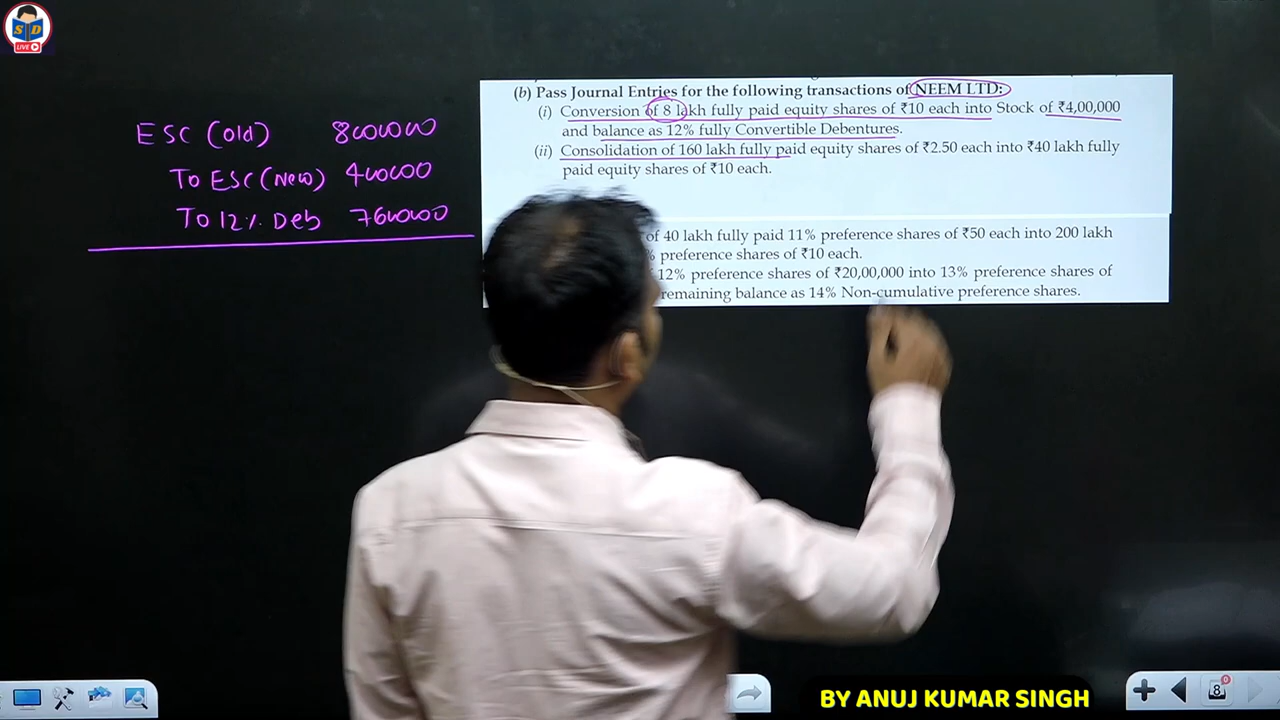 S D
LIVE
ESC (old) 8000000
To ESC (New) 400000
To 12% Deb 7600000
(b) Pass Journal Entries for the following transactions of NEEM LTD:
(i) Conversion of 8 lakh fully paid equity shares of ₹10 each into Stock of ₹4,00,000
and balance as 12% fully Convertible Debentures.
(ii) Consolidation of 160 lakh fully paid equity shares of ₹2.50 each into ₹40 lakh fully
paid equity shares of ₹10 each.
of 40 lakh fully paid 11% preference shares of ₹50 each into 200 lakh
% preference shares of ₹10 each.
12% preference shares of ₹20,00,000 into 13% preference shares of
remaining balance as 14% Non-cumulative preference shares.
BY ANUJ KUMAR SINGH
8
0